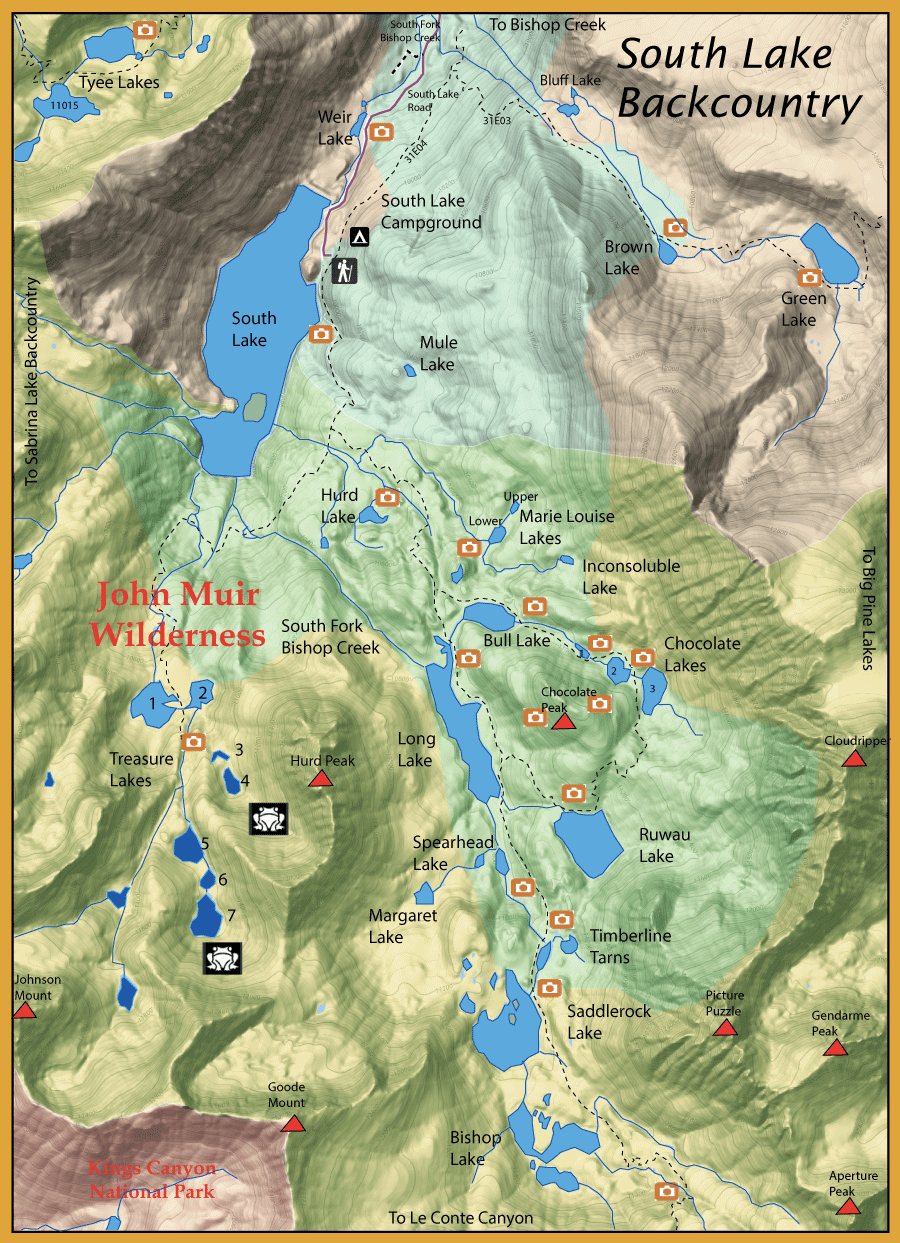 South Lake
Backcountry
South Fork
Bishop Creek
To Bishop Creek
Tyee Lakes
11015
Bluff Lake
South Lake
Road
Weir
Lake
31E03
31E04
South Lake
Campground
Brown
Lake
Green
Lake
To Sabrina Lake Backcountry
South
Lake
Mule
Lake
Hurd
Lake
Upper
Lower
Marie Louise
Lakes
Inconsoluble
Lake
To Big Pine Lakes
John Muir
Wilderness
South Fork
Bishop Creek
Bull Lake
Chocolate
Lakes
1
2
3
Chocolate
Peak
1
2
Treasure
Lakes
3
4
Hurd Peak
Long
Lake
Cloudripper
5
6
7
Spearhead
Lake
Ruwau
Lake
Margaret
Lake
Timberline
Tarns
Johnson
Mount
Saddlerock
Lake
Picture
Puzzle
Gendarme
Peak
Goode
Mount
Bishop
Lake
Kings Canyon
National Park
Aperture
Peak
To Le Conte Canyon